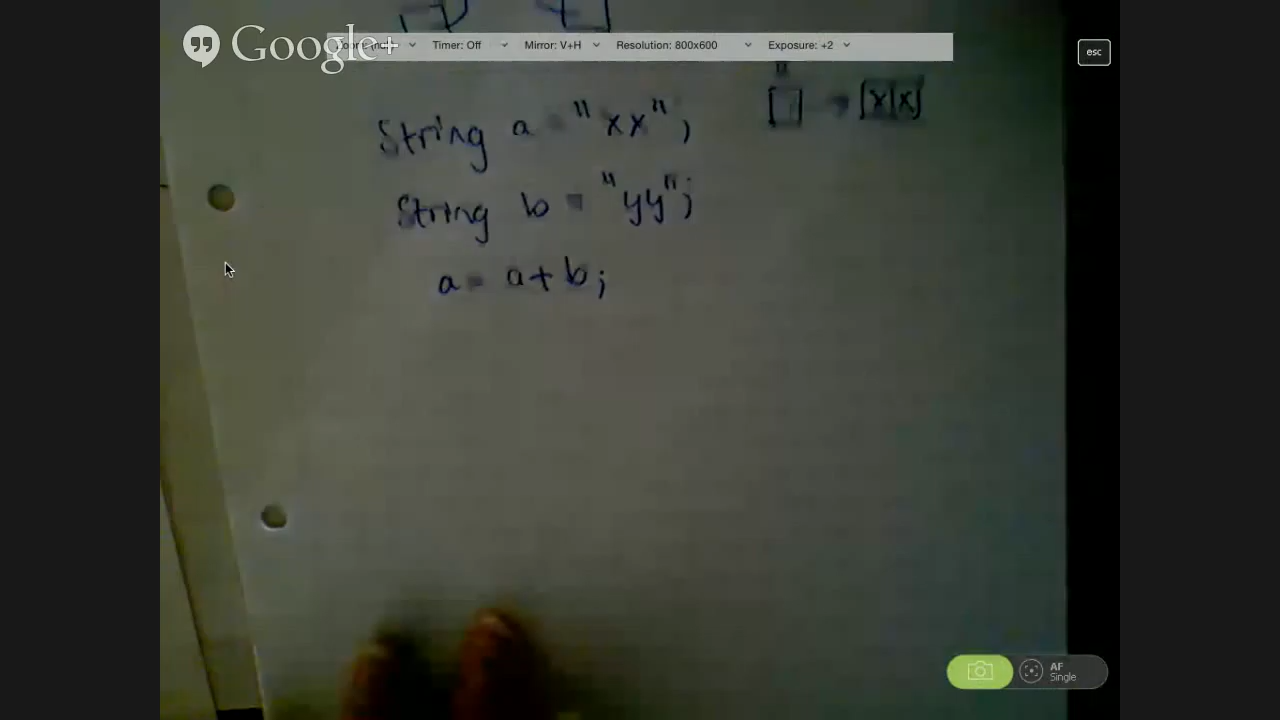 Google+
Timer: Off
Mirror: V+H
Resolution: 800x600
Exposure: +2
esc
String a = "xx";
a
[ ] → [x|x]
String b = "yy";
a = a + b;
AF
Single